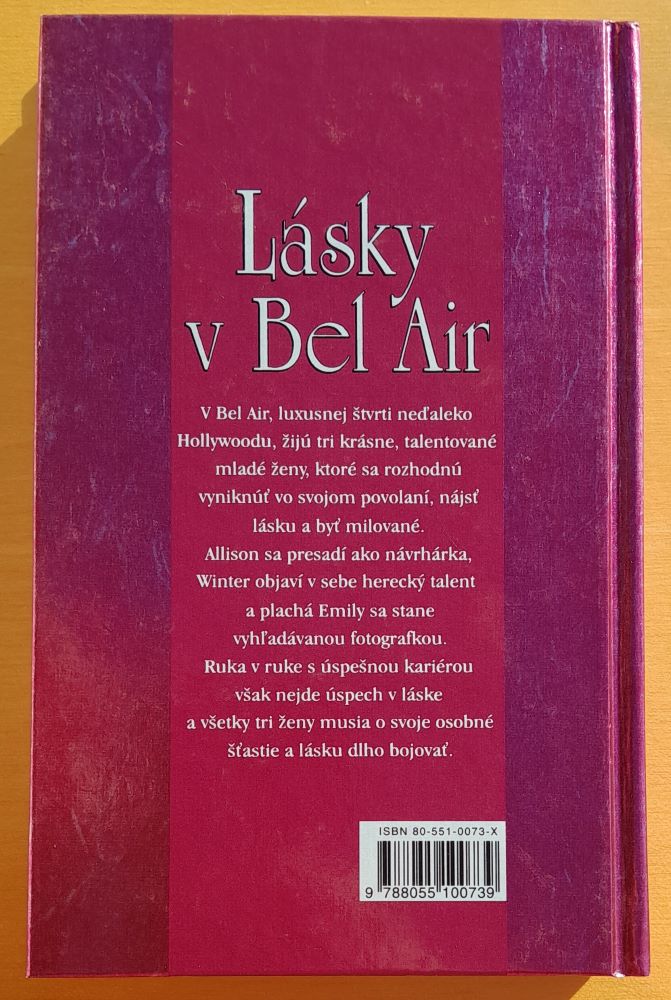 Lásky
v Bel Air
V Bel Air, luxusnej štvrti neďaleko
Hollywoodu, žijú tri krásne, talentované
mladé ženy, ktoré sa rozhodnú
vyniknúť vo svojom povolaní, nájsť
lásku a byť milované.
Allison sa presadí ako návrhárka,
Winter objaví v sebe herecký talent
a plachá Emily sa stane
vyhľadávanou fotografkou.
Ruka v ruke s úspešnou kariérou
však nejde úspech v láske
a všetky tri ženy musia o svoje osobné
šťastie a lásku dlho bojovať.
ISBN 80-551-0073-X
9 788055 100739